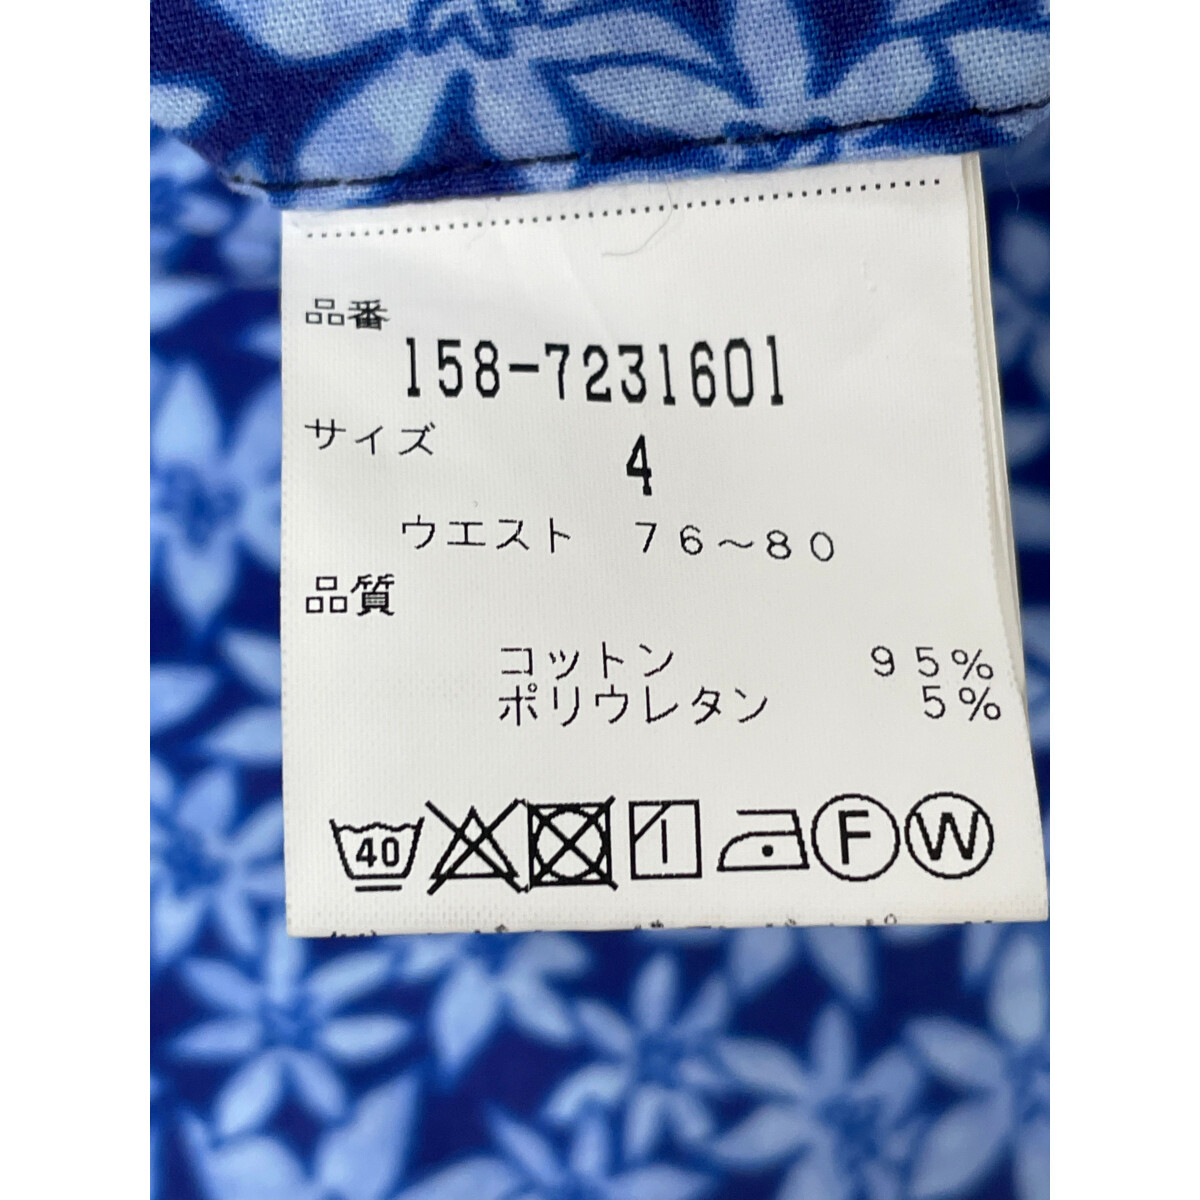 品番
158-7231601
サイズ
4
ウエスト 76～80
品質
コットン 95%
ポリウレタン 5%
40 F W